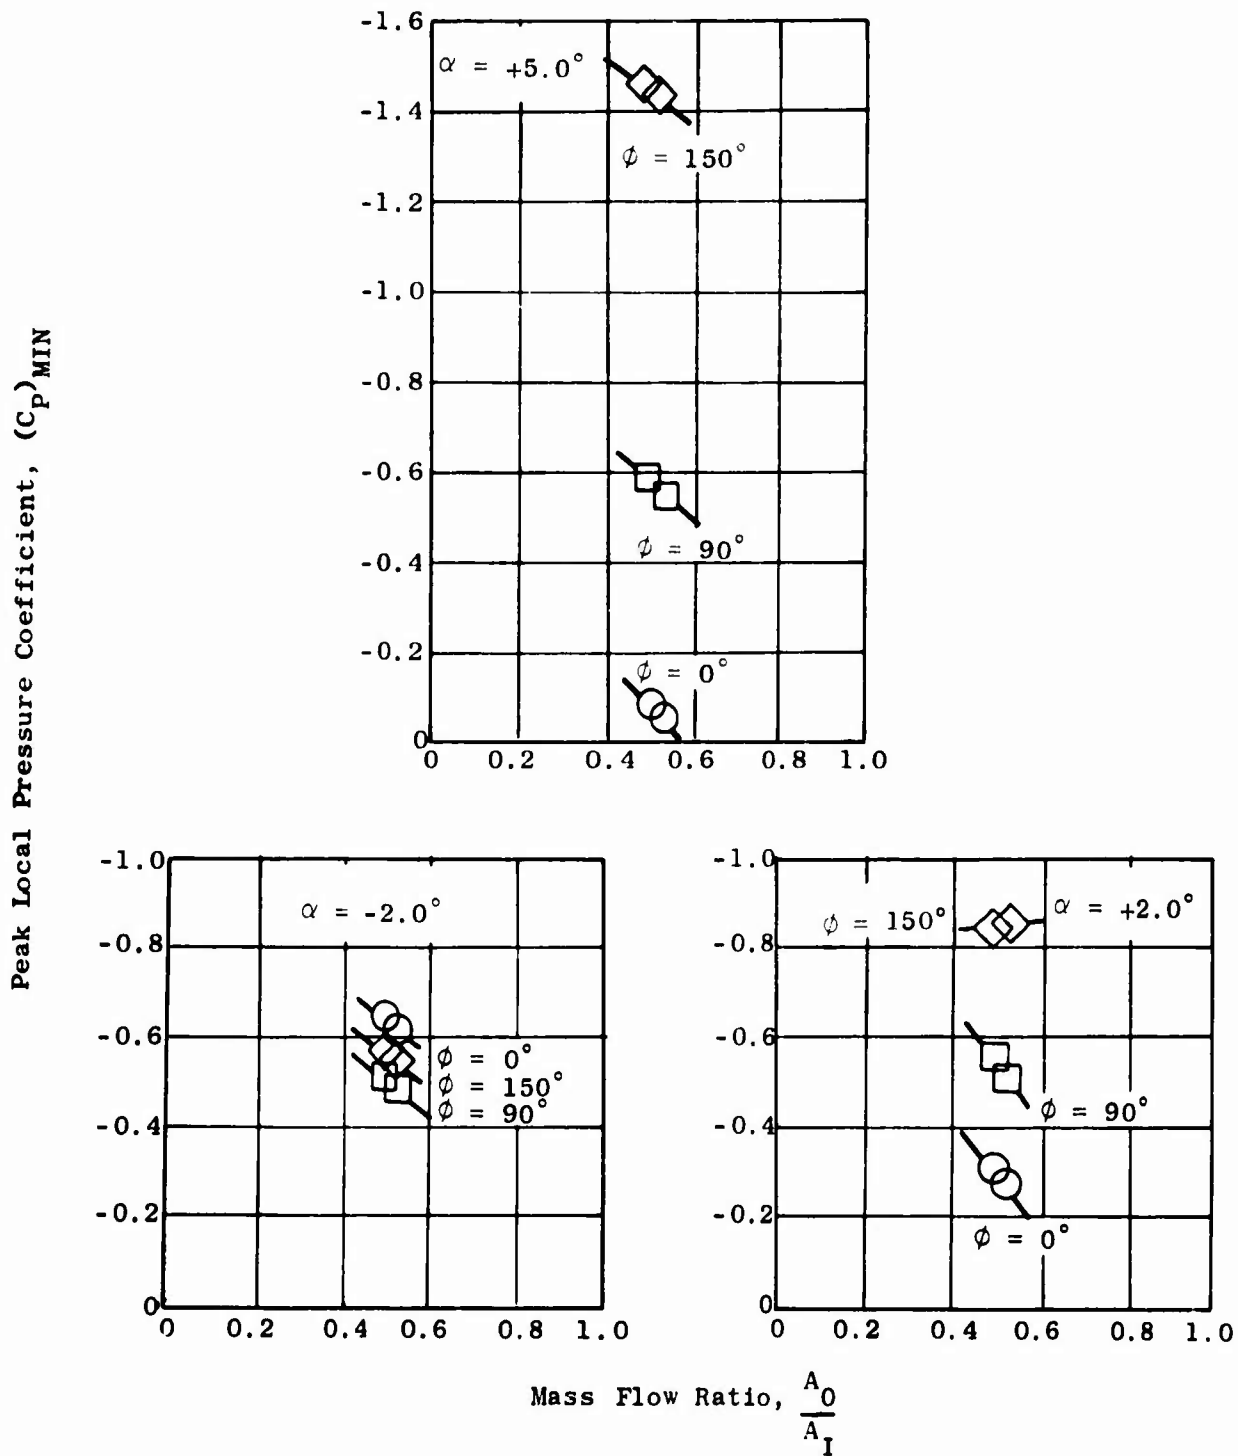 Peak Local Pressure Coefficient, (CP)MIN
-1.6
-1.4
-1.2
-1.0
-0.8
-0.6
-0.4
-0.2
0
α = +5.0°
ϕ = 150°
ϕ = 90°
ϕ = 0°
0 0.2 0.4 0.6 0.8 1.0
-1.0
-0.8
-0.6
-0.4
-0.2
0
α = -2.0°
ϕ = 0°
ϕ = 150°
ϕ = 90°
0 0.2 0.4 0.6 0.8 1.0
-1.0
-0.8
-0.6
-0.4
-0.2
0
ϕ = 150°
α = +2.0°
ϕ = 90°
ϕ = 0°
0 0.2 0.4 0.6 0.8 1.0
Mass Flow Ratio, A0
AI